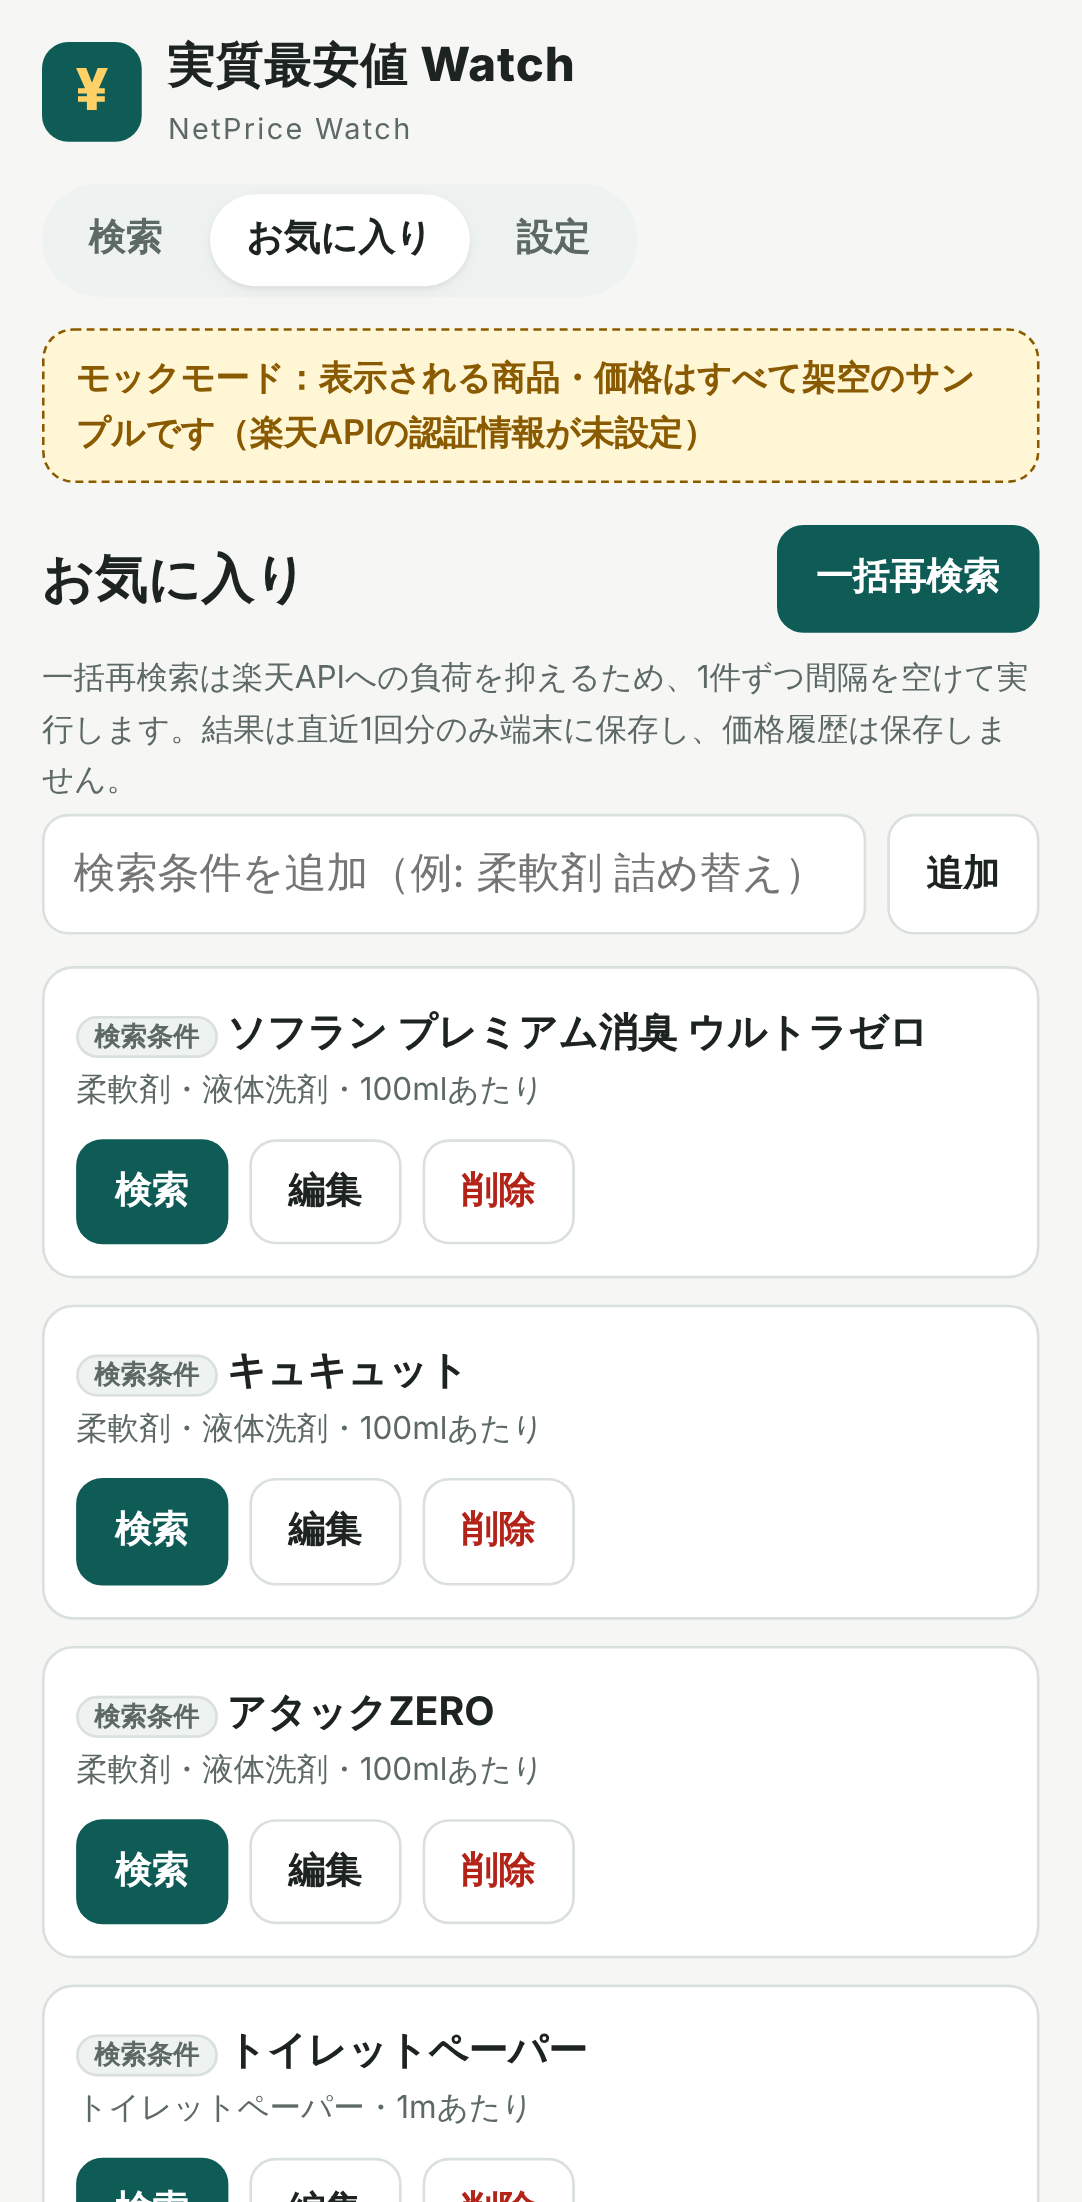 ¥
実質最安値 Watch
NetPrice Watch
検索 お気に入り 設定
モックモード：表示される商品・価格はすべて架空のサン
プルです（楽天APIの認証情報が未設定）
お気に入り 一括再検索
一括再検索は楽天APIへの負荷を抑えるため、1件ずつ間隔を空けて実
行します。結果は直近1回分のみ端末に保存し、価格履歴は保存しま
せん。
検索条件を追加（例: 柔軟剤 詰め替え） 追加
検索条件 ソフラン プレミアム消臭 ウルトラゼロ
柔軟剤・液体洗剤・100mlあたり
検索 編集 削除
検索条件 キュキュット
柔軟剤・液体洗剤・100mlあたり
検索 編集 削除
検索条件 アタックZERO
柔軟剤・液体洗剤・100mlあたり
検索 編集 削除
検索条件 トイレットペーパー
トイレットペーパー・1mあたり
検索 編集 削除